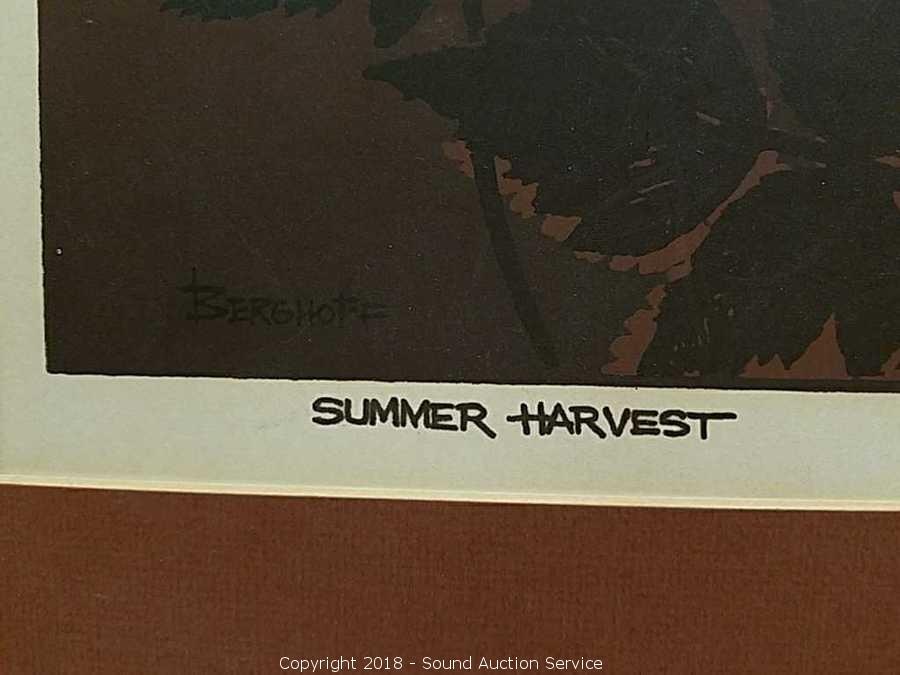 BERGHOFF
SUMMER HARVEST
Copyright 2018 - Sound Auction Service